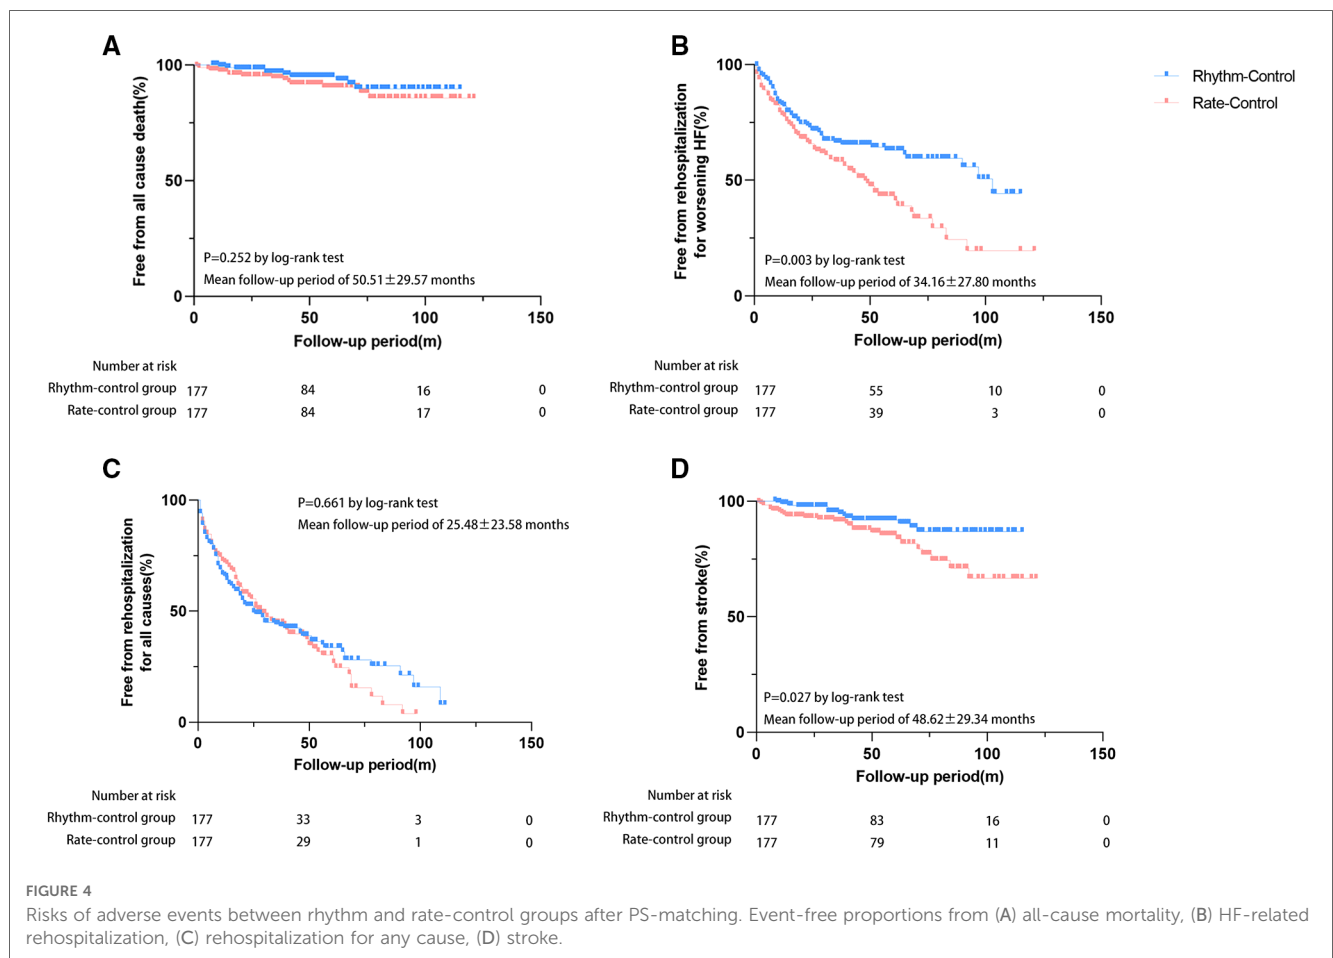 A
Free from all cause death(%)
100
50
0
P=0.252 by log-rank test
Mean follow-up period of 50.51±29.57 months
0 50 100 150
Follow-up period(m)
Number at risk
Rhythm-control group 177 84 16 0
Rate-control group 177 84 17 0
B
Free from rehospitalization
for worsening HF(%)
100
50
0
P=0.003 by log-rank test
Mean follow-up period of 34.16±27.80 months
0 50 100 150
Follow-up period(m)
Number at risk
Rhythm-control group 177 55 10 0
Rate-control group 177 39 3 0
Rhythm-Control
Rate-Control
C
Free from rehospitalization
for all causes(%)
100
50
0
P=0.661 by log-rank test
Mean follow-up period of 25.48±23.58 months
0 50 100 150
Follow-up period(m)
Number at risk
Rhythm-control group 177 33 3 0
Rate-control group 177 29 1 0
D
Free from stroke(%)
100
50
0
P=0.027 by log-rank test
Mean follow-up period of 48.62±29.34 months
0 50 100 150
Follow-up period(m)
Number at risk
Rhythm-control group 177 83 16 0
Rate-control group 177 79 11 0
FIGURE 4
Risks of adverse events between rhythm and rate-control groups after PS-matching. Event-free proportions from (A) all-cause mortality, (B) HF-related
rehospitalization, (C) rehospitalization for any cause, (D) stroke.